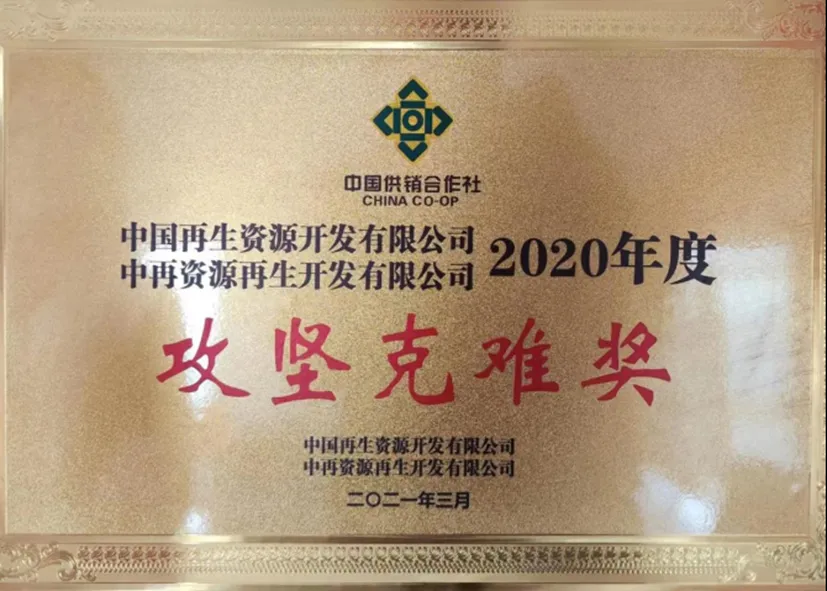 中国供销合作社
CHINA CO-OP
中国再生资源开发有限公司
中再资源再生开发有限公司
2020年度
攻坚克难奖
中国再生资源开发有限公司
中再资源再生开发有限公司
二〇二一年三月